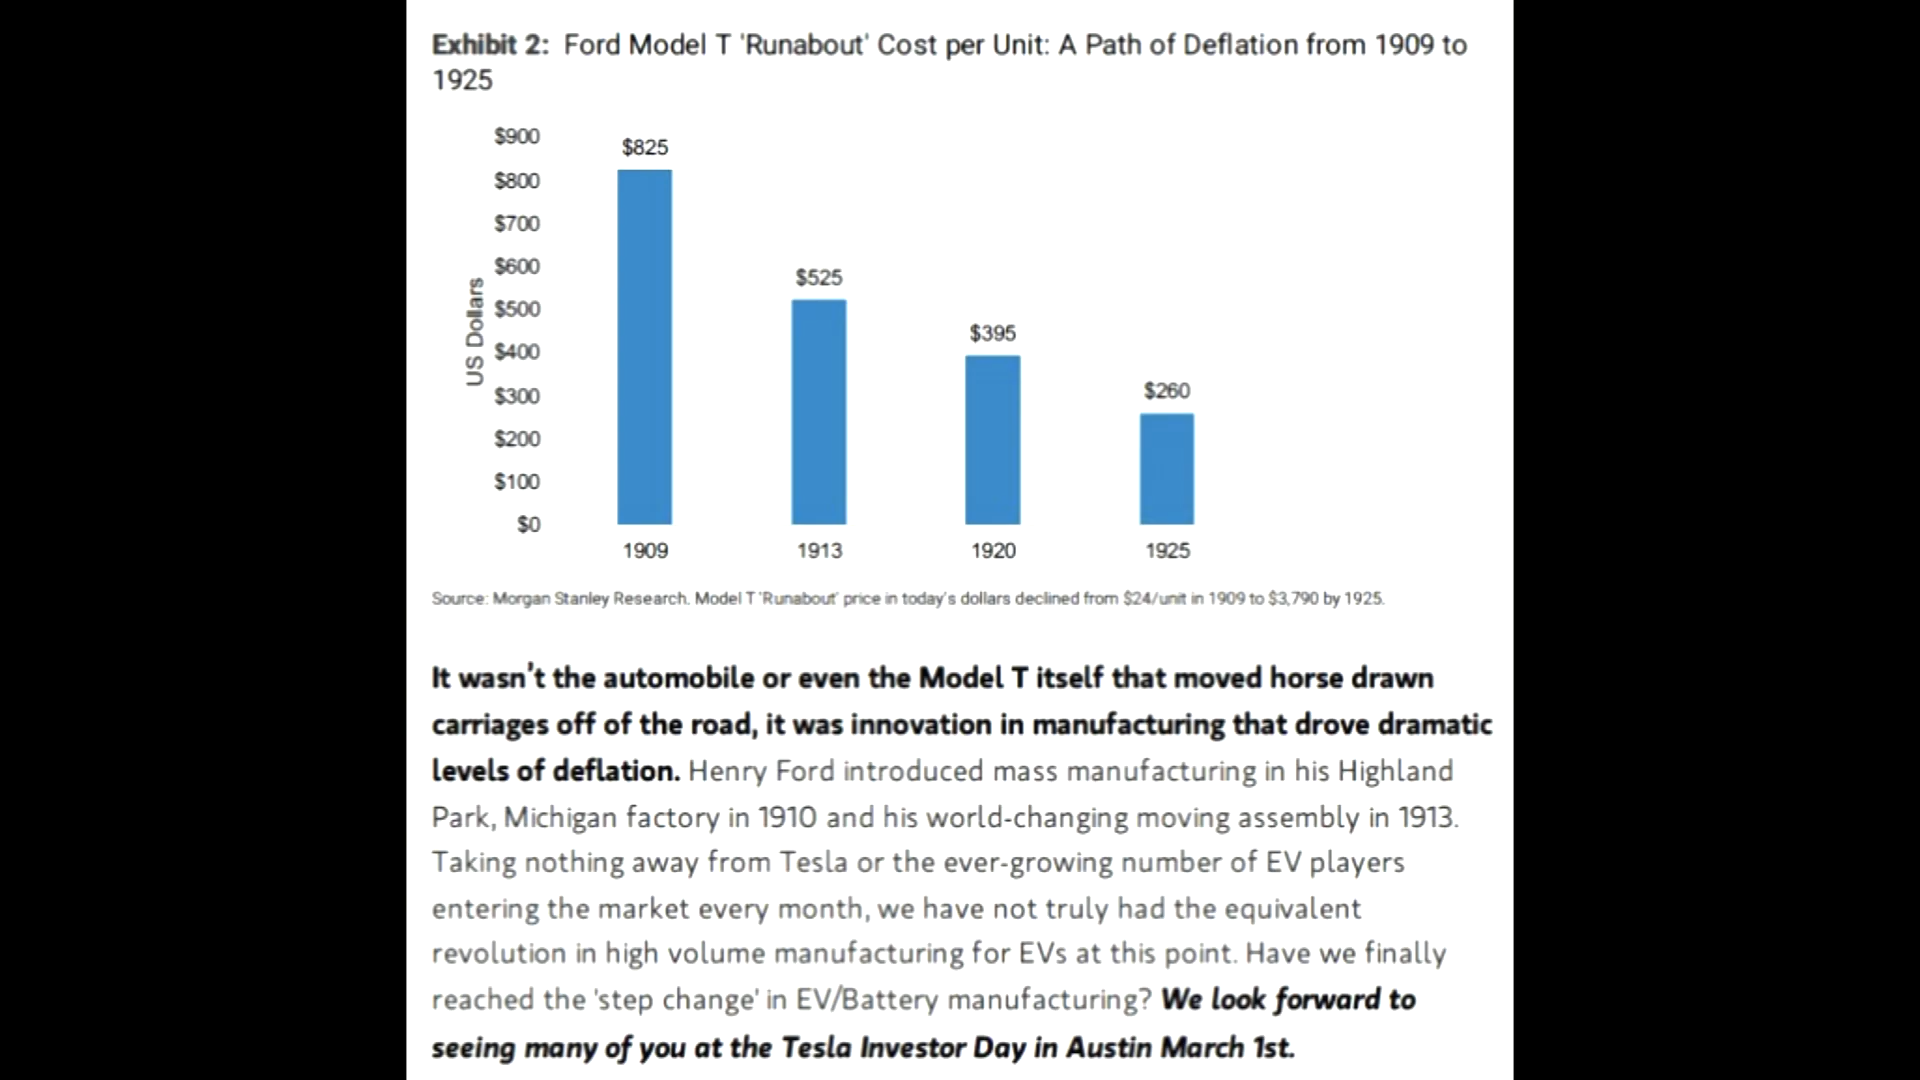 Exhibit 2: Ford Model T 'Runabout' Cost per Unit: A Path of Deflation from 1909 to
1925
$900
$825
$800
$700
$600
$525
$500
$400
$395
$300
$260
$200
$100
$0
US Dollars
1909
1913
1920
1925
Source: Morgan Stanley Research. Model T 'Runabout' price in today's dollars declined from $24/unit in 1909 to $3,790 by 1925.
It wasn't the automobile or even the Model T itself that moved horse drawn
carriages off of the road, it was innovation in manufacturing that drove dramatic
levels of deflation. Henry Ford introduced mass manufacturing in his Highland
Park, Michigan factory in 1910 and his world-changing moving assembly in 1913.
Taking nothing away from Tesla or the ever-growing number of EV players
entering the market every month, we have not truly had the equivalent
revolution in high volume manufacturing for EVs at this point. Have we finally
reached the 'step change' in EV/Battery manufacturing? We look forward to
seeing many of you at the Tesla Investor Day in Austin March 1st.